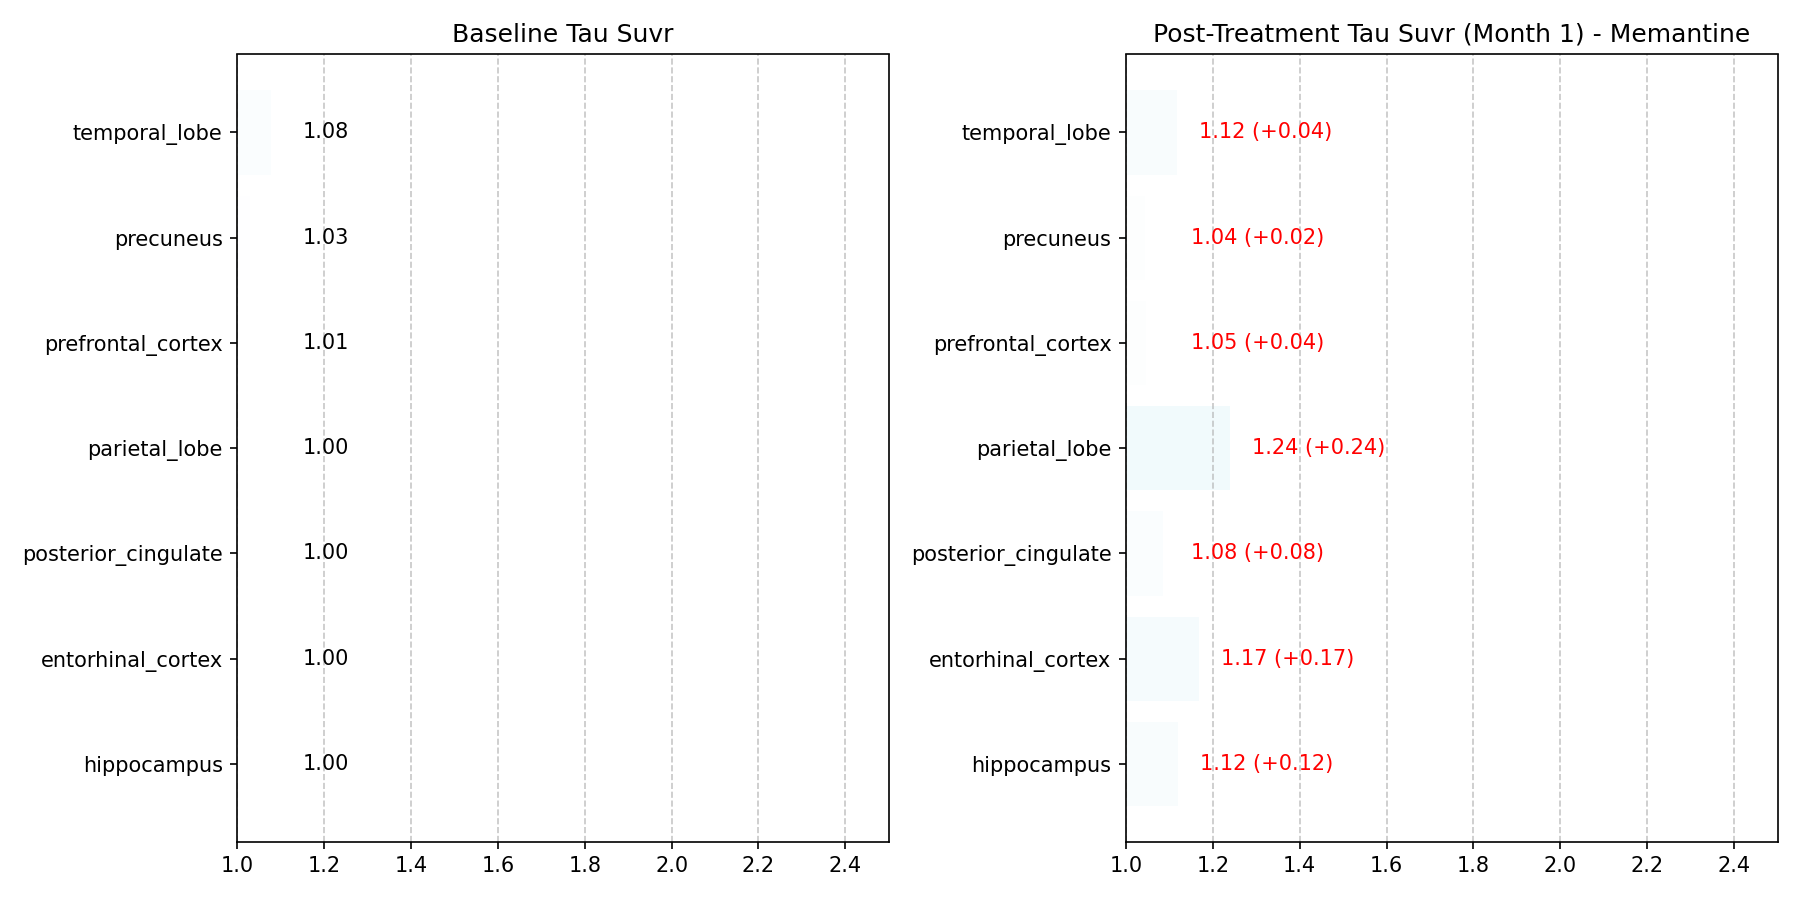 Baseline Tau Suvr
temporal_lobe 1.08
precuneus 1.03
prefrontal_cortex 1.01
parietal_lobe 1.00
posterior_cingulate 1.00
entorhinal_cortex 1.00
hippocampus 1.00
1.0 1.2 1.4 1.6 1.8 2.0 2.2 2.4
Post-Treatment Tau Suvr (Month 1) - Memantine
temporal_lobe 1.12 (+0.04)
precuneus 1.04 (+0.02)
prefrontal_cortex 1.05 (+0.04)
parietal_lobe 1.24 (+0.24)
posterior_cingulate 1.08 (+0.08)
entorhinal_cortex 1.17 (+0.17)
hippocampus 1.12 (+0.12)
1.0 1.2 1.4 1.6 1.8 2.0 2.2 2.4